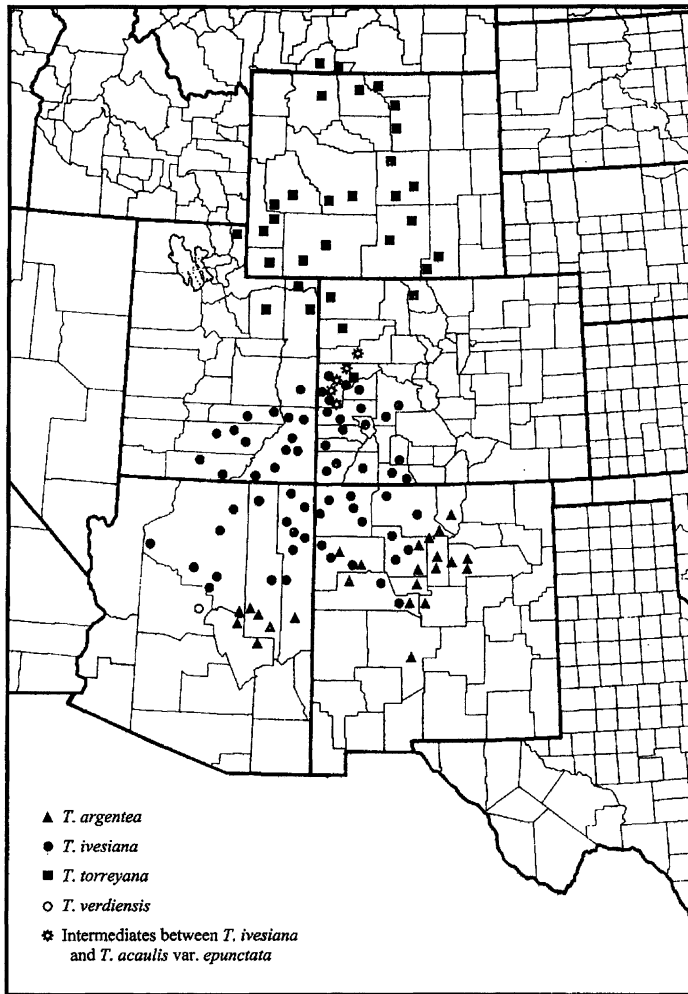 T. argentea
T. ivesiana
T. torreyana
T. verdiensis
Intermediates between T. ivesiana
and T. acaulis var. epunctata